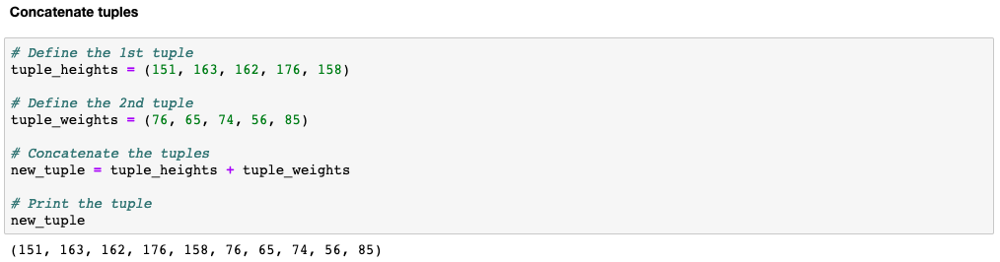 Concatenate tuples
# Define the 1st tuple
tuple_heights = (151, 163, 162, 176, 158)
# Define the 2nd tuple
tuple_weights = (76, 65, 74, 56, 85)
# Concatenate the tuples
new_tuple = tuple_heights + tuple_weights
# Print the tuple
new_tuple
(151, 163, 162, 176, 158, 76, 65, 74, 56, 85)